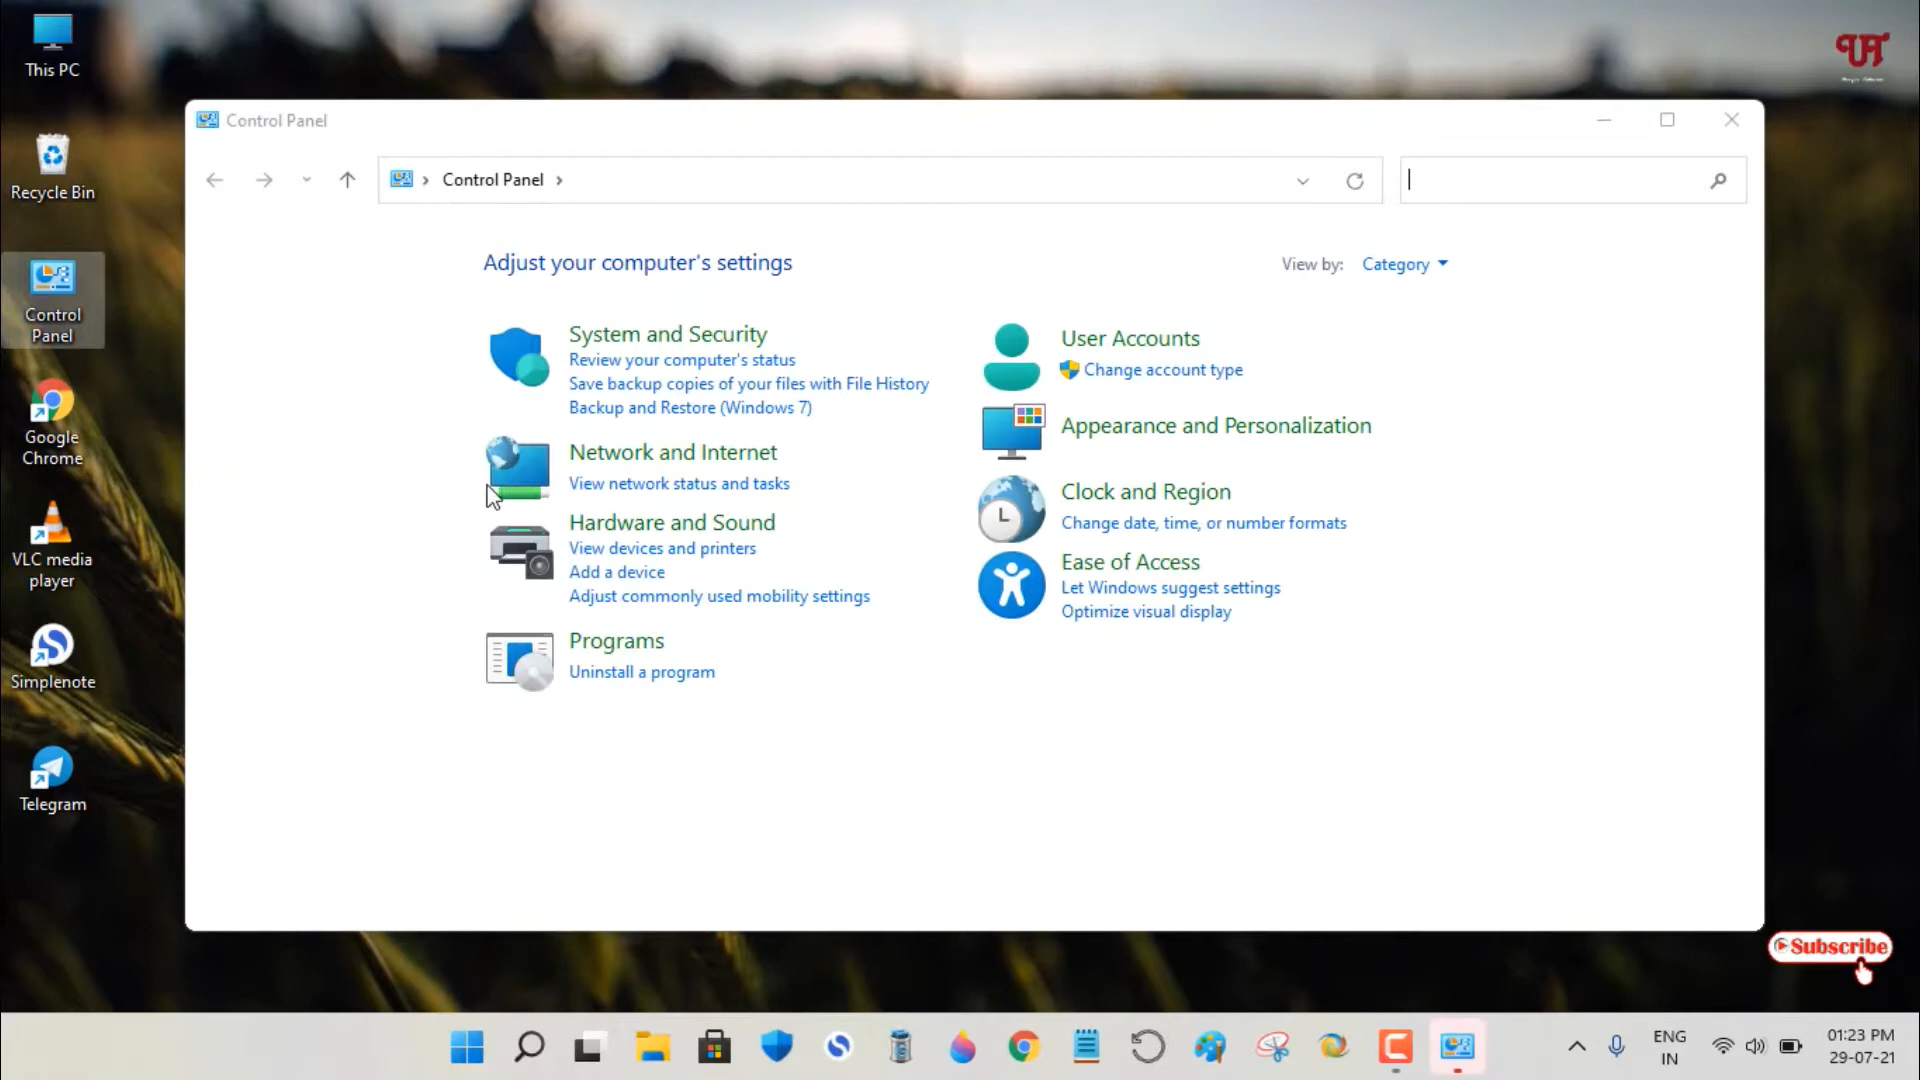 This PC
Recycle Bin
Control
Panel
Google
Chrome
VLC media
player
Simplenote
Telegram
UA
Control Panel
Control Panel
Adjust your computer's settings
View by: Category
System and Security
Review your computer's status
Save backup copies of your files with File History
Backup and Restore (Windows 7)
Network and Internet
View network status and tasks
Hardware and Sound
View devices and printers
Add a device
Adjust commonly used mobility settings
Programs
Uninstall a program
User Accounts
Change account type
Appearance and Personalization
Clock and Region
Change date, time, or number formats
Ease of Access
Let Windows suggest settings
Optimize visual display
Subscribe
ENG
IN
01:23 PM
29-07-21